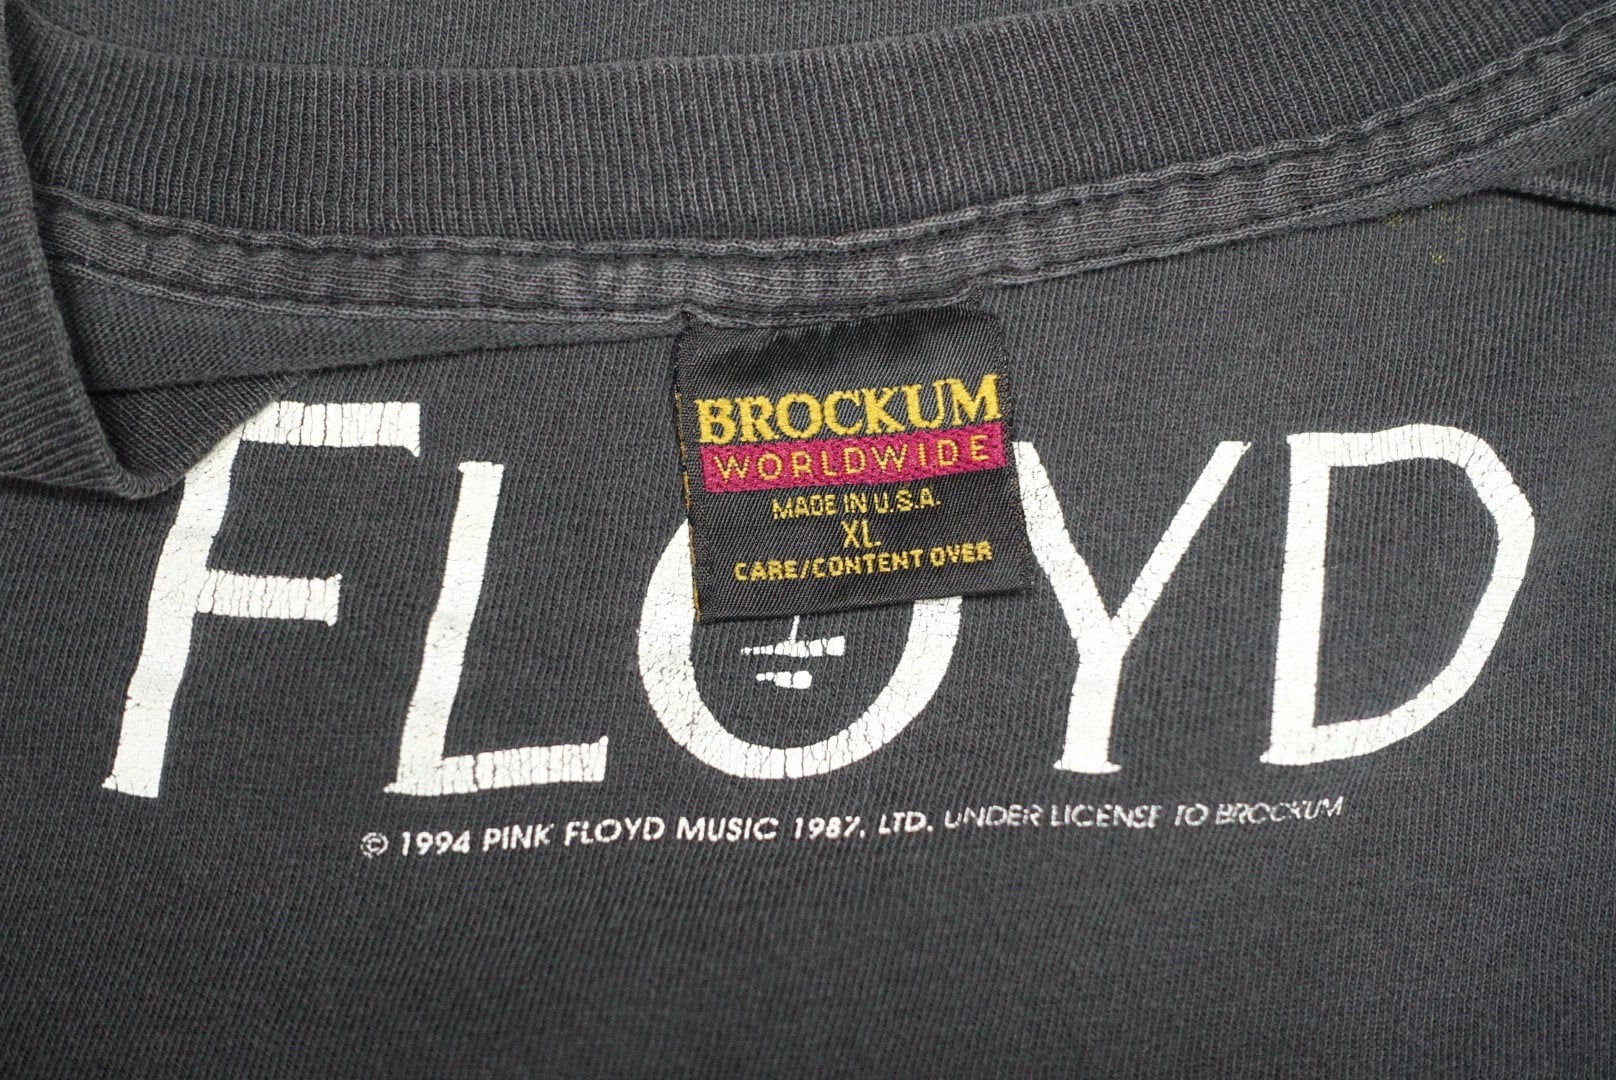 BROCKUM
WORLDWIDE
MADE IN U.S.A.
XL
CARE/CONTENT OVER
FLOYD
© 1994 PINK FLOYD MUSIC 1987, LTD. UNDER LICENSE TO BROCKUM